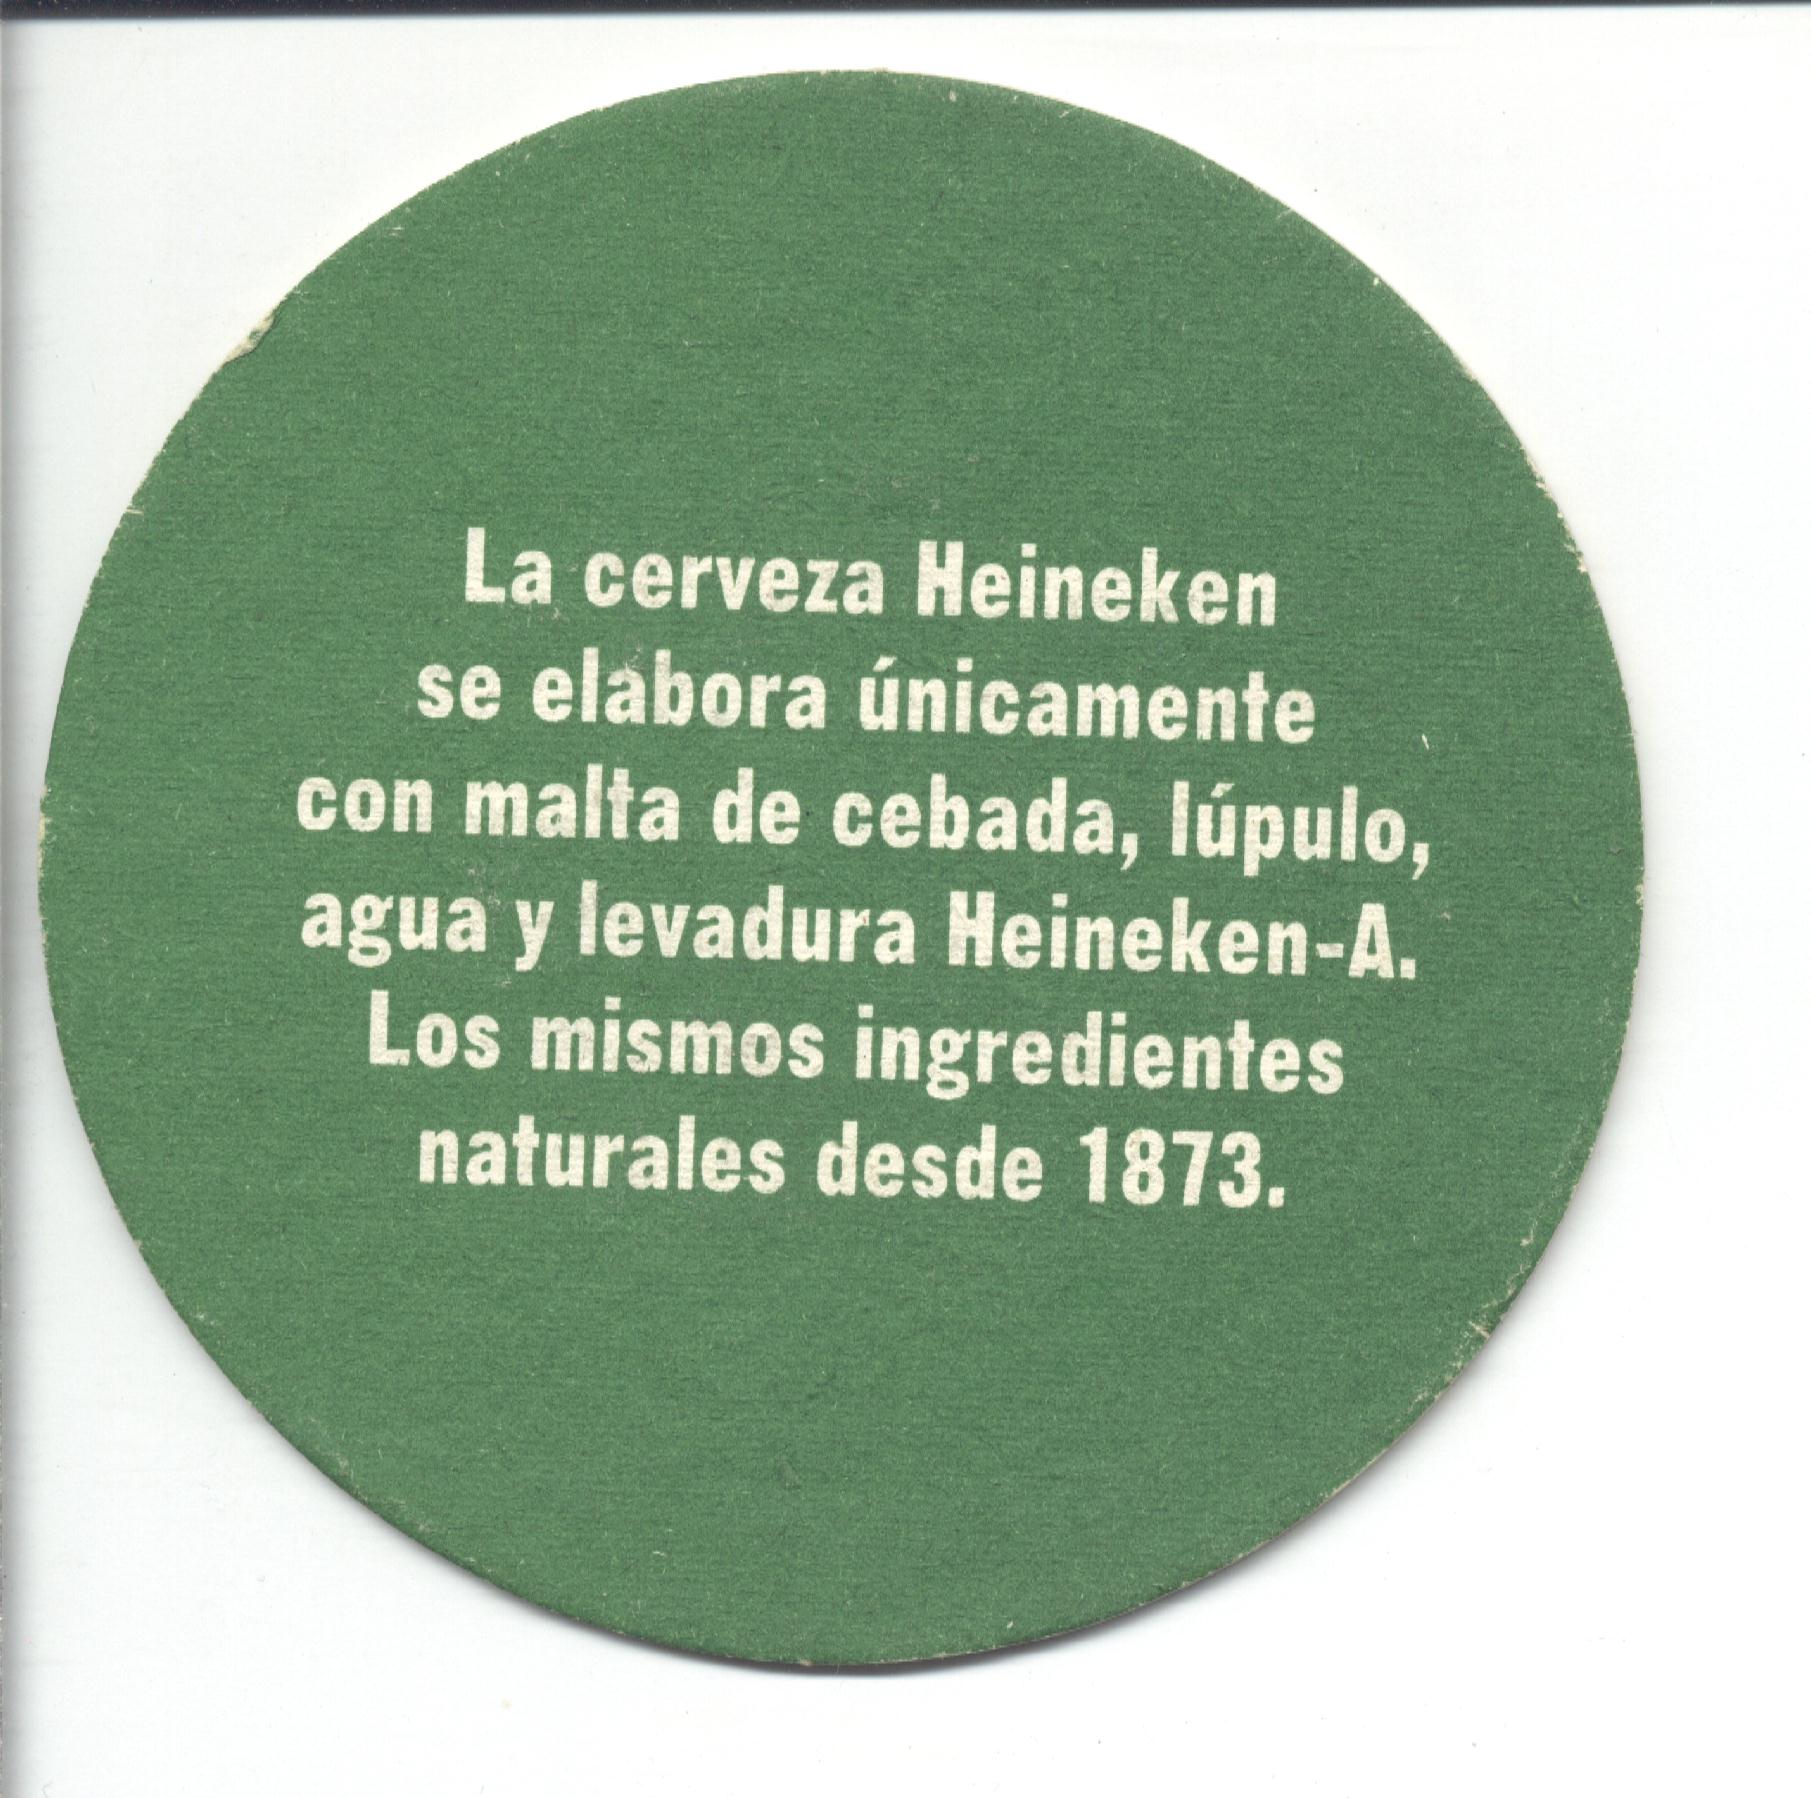 La cerveza Heineken
se elabora únicamente
con malta de cebada, lúpulo,
agua y levadura Heineken-A.
Los mismos ingredientes
naturales desde 1873.